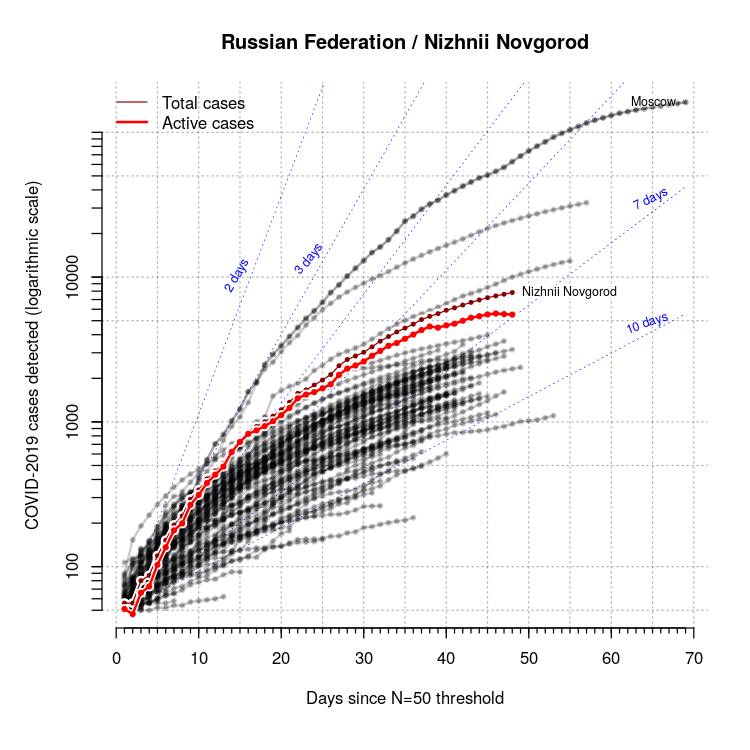 Russian Federation / Nizhnii Novgorod
Total cases
Active cases
Moscow
2 days
3 days
7 days
10 days
Nizhnii Novgorod
COVID-2019 cases detected (logarithmic scale)
10000
1000
100
0 10 20 30 40 50 60 70
Days since N=50 threshold